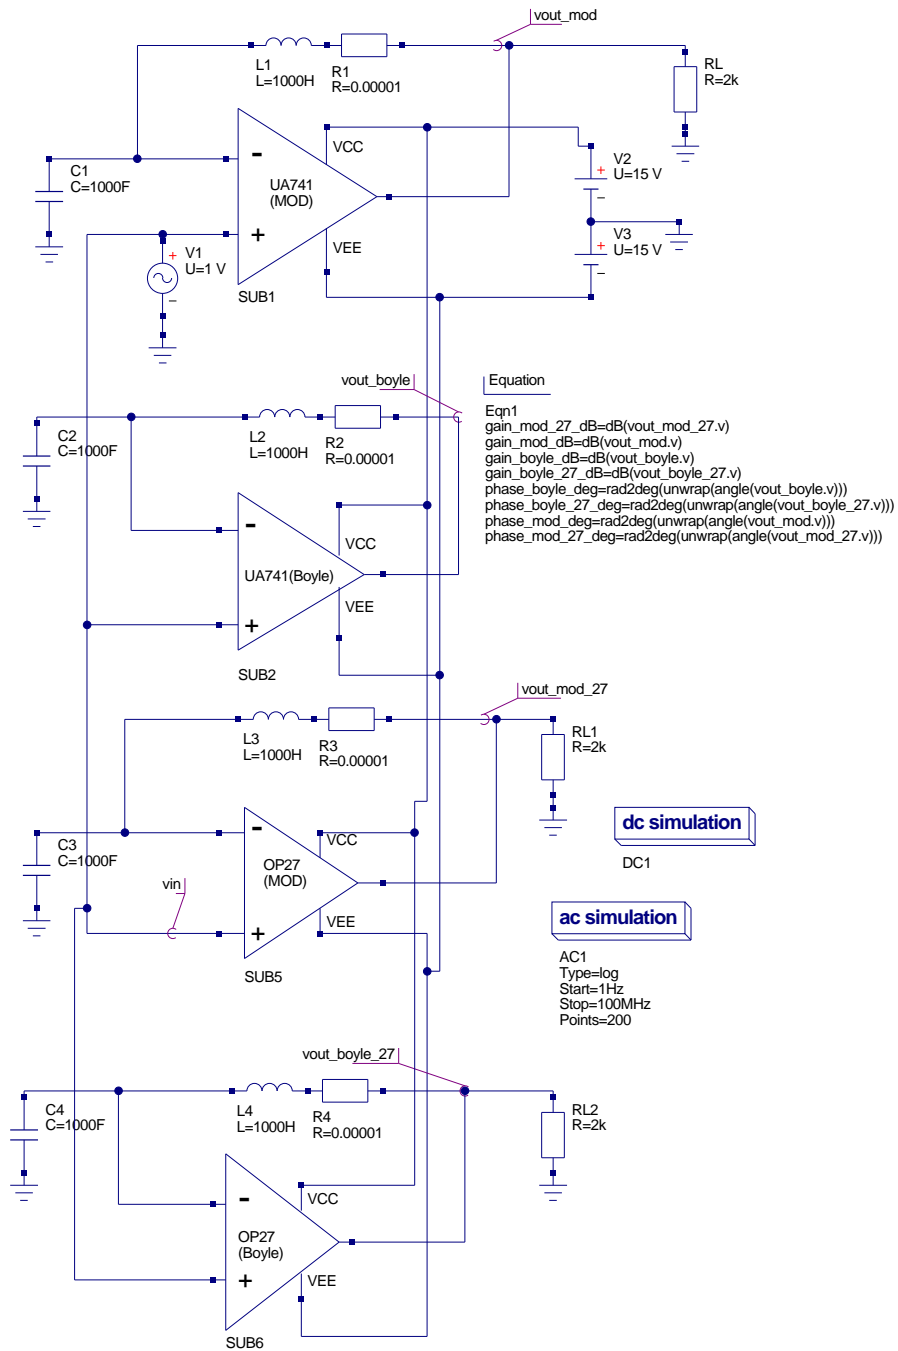 vout_mod
L1
L=1000H
R1
R=0.00001
RL
R=2k
C1
C=1000F
-
UA741
(MOD)
+
VCC
VEE
SUB1
V1
U=1 V
+
–
V2
U=15 V
+
–
V3
U=15 V
+
–
vout_boyle
L2
L=1000H
R2
R=0.00001
C2
C=1000F
-
UA741(Boyle)
+
VCC
VEE
SUB2
Equation
Eqn1
gain_mod_27_dB=dB(vout_mod_27.v)
gain_mod_dB=dB(vout_mod.v)
gain_boyle_dB=dB(vout_boyle.v)
gain_boyle_27_dB=dB(vout_boyle_27.v)
phase_boyle_deg=rad2deg(unwrap(angle(vout_boyle.v)))
phase_boyle_27_deg=rad2deg(unwrap(angle(vout_boyle_27.v)))
phase_mod_deg=rad2deg(unwrap(angle(vout_mod.v)))
phase_mod_27_deg=rad2deg(unwrap(angle(vout_mod_27.v)))
vout_mod_27
L3
L=1000H
R3
R=0.00001
RL1
R=2k
C3
C=1000F
-
OP27
(MOD)
+
VCC
VEE
SUB5
vin
dc simulation
DC1
ac simulation
AC1
Type=log
Start=1Hz
Stop=100MHz
Points=200
vout_boyle_27
L4
L=1000H
R4
R=0.00001
RL2
R=2k
C4
C=1000F
-
OP27
(Boyle)
+
VCC
VEE
SUB6